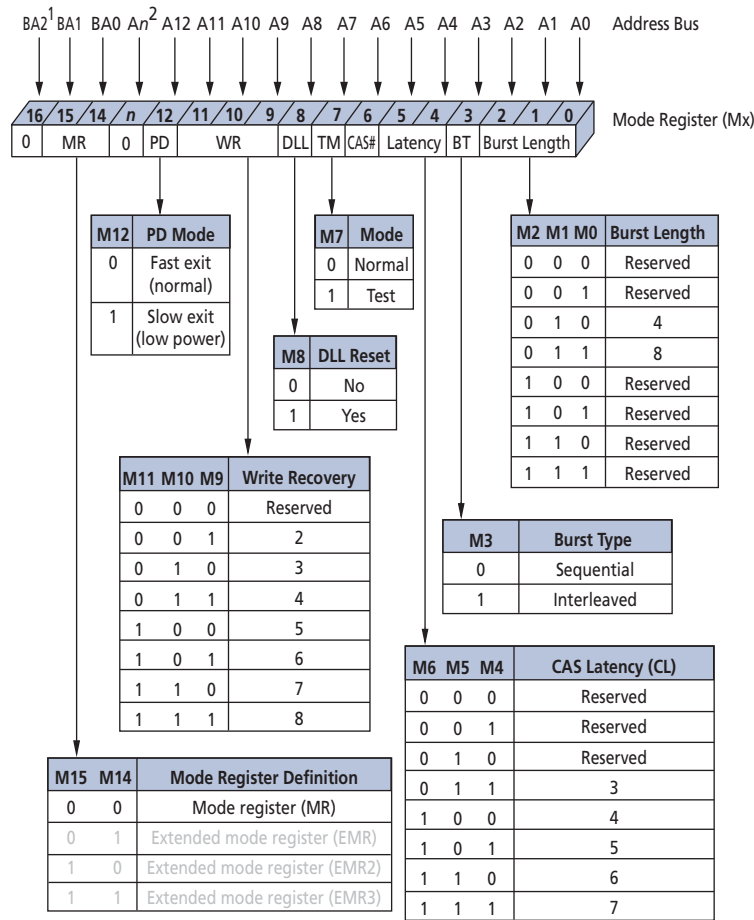 BA2¹ BA1 BA0 An² A12 A11 A10 A9 A8 A7 A6 A5 A4 A3 A2 A1 A0 Address Bus
16 15 14 n 12 11 10 9 8 7 6 5 4 3 2 1 0 Mode Register (Mx)
0 MR 0 PD WR DLL TM CAS# Latency BT Burst Length
M12 PD Mode
0 Fast exit
(normal)
1 Slow exit
(low power)
M7 Mode
0 Normal
1 Test
M2 M1 M0 Burst Length
0 0 0 Reserved
0 0 1 Reserved
0 1 0 4
0 1 1 8
1 0 0 Reserved
1 0 1 Reserved
1 1 0 Reserved
1 1 1 Reserved
M8 DLL Reset
0 No
1 Yes
M11 M10 M9 Write Recovery
0 0 0 Reserved
0 0 1 2
0 1 0 3
0 1 1 4
1 0 0 5
1 0 1 6
1 1 0 7
1 1 1 8
M3 Burst Type
0 Sequential
1 Interleaved
M6 M5 M4 CAS Latency (CL)
0 0 0 Reserved
0 0 1 Reserved
0 1 0 Reserved
0 1 1 3
1 0 0 4
1 0 1 5
1 1 0 6
1 1 1 7
M15 M14 Mode Register Definition
0 0 Mode register (MR)
0 1 Extended mode register (EMR)
1 0 Extended mode register (EMR2)
1 1 Extended mode register (EMR3)